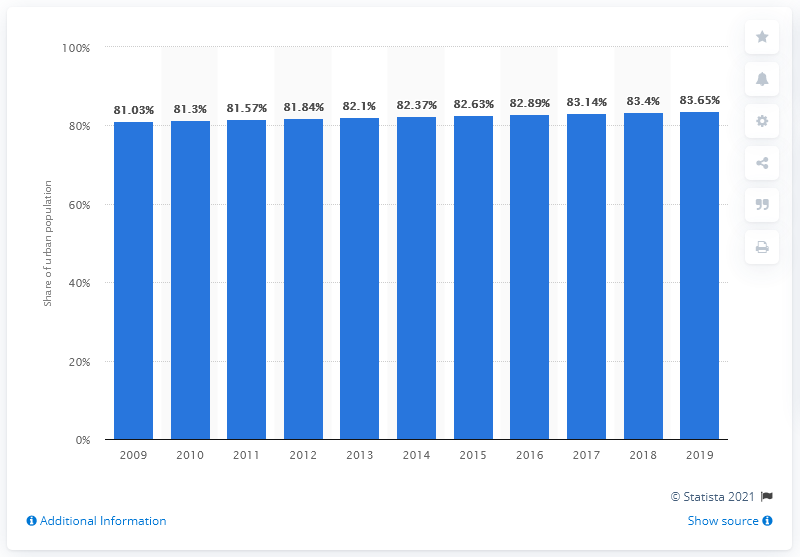 100%
80%
60%
40%
20%
0%
Share of urban population
81.03% 81.3% 81.57% 81.84% 82.1% 82.37% 82.63% 82.89% 83.14% 83.4% 83.65%
2009 2010 2011 2012 2013 2014 2015 2016 2017 2018 2019
© Statista 2021
Additional Information
Show source